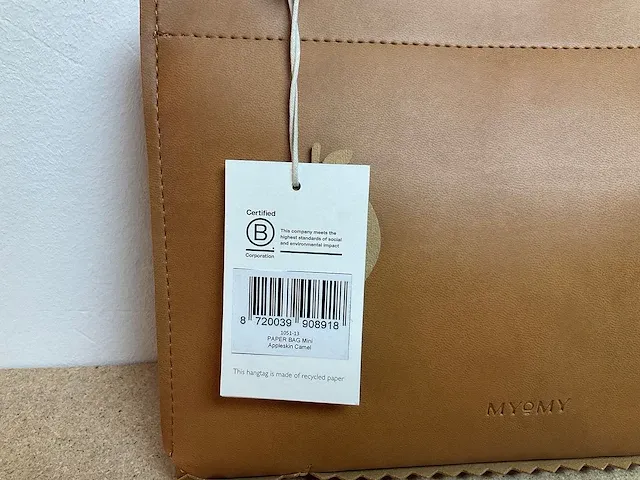 Certified
B
Corporation
This company meets the
highest standards of social
and environmental impact
8 720039 908918
1051-13
PAPER BAG Mini
Appleskin Camel
This hangtag is made of recycled paper
MYOMY